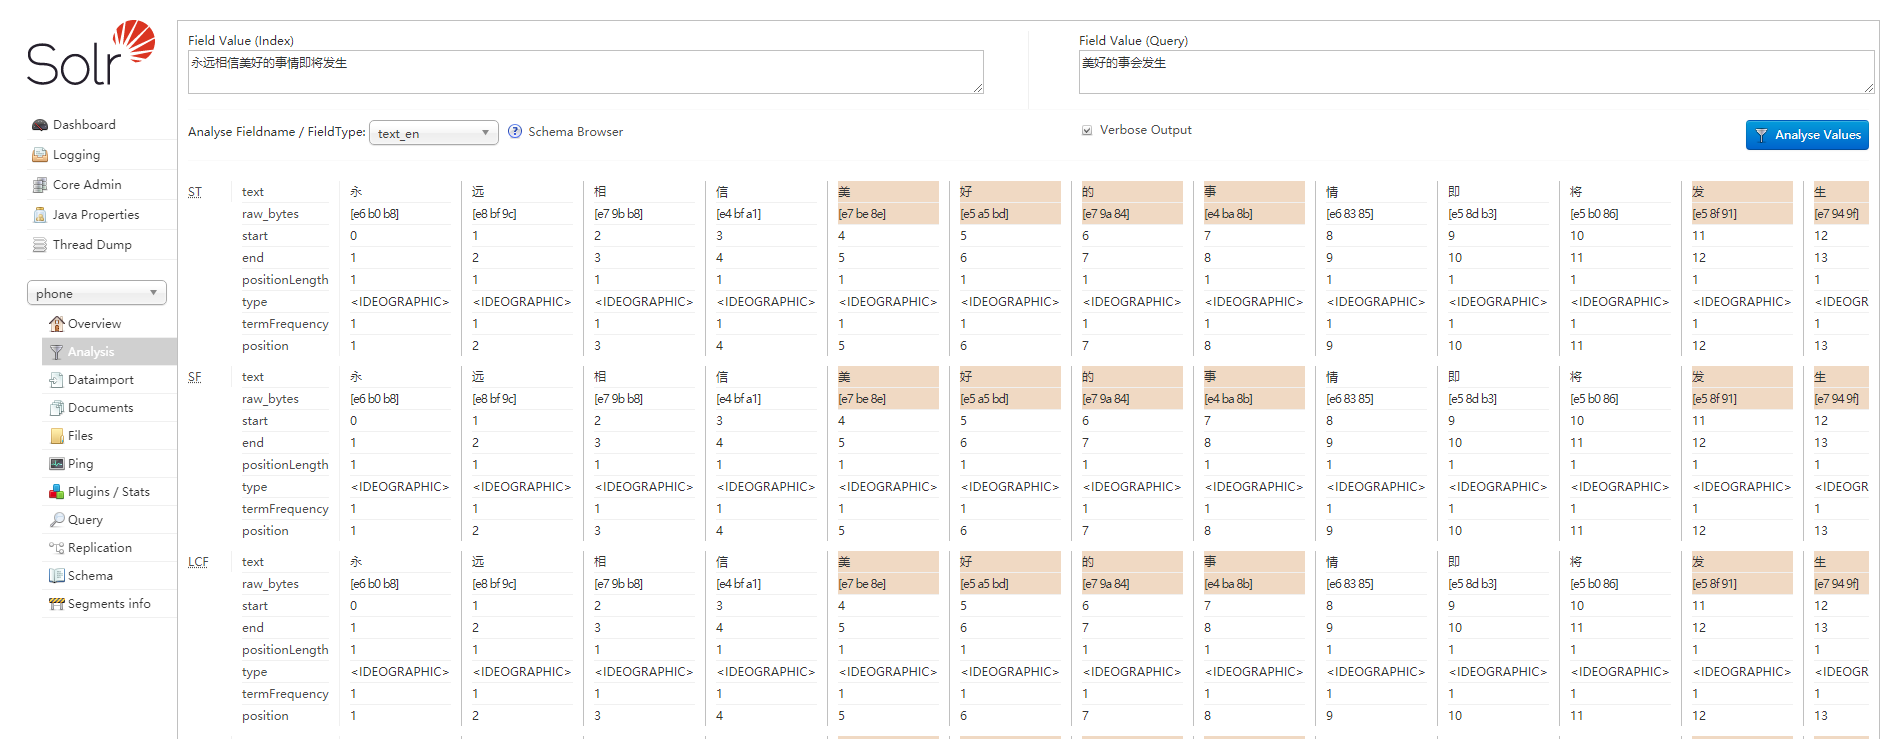 Solr
Dashboard
Logging
Core Admin
Java Properties
Thread Dump
phone
Overview
Analysis
Dataimport
Documents
Files
Ping
Plugins / Stats
Query
Replication
Schema
Segments info
Field Value (Index)
永远相信美好的事情即将发生
Field Value (Query)
美好的事会发生
Analyse Fieldname / FieldType: text_en Schema Browser
Verbose Output
Analyse Values
ST text 永 远 相 信 美 好 的 事 情 即 将 发 生
raw_bytes [e6 b0 b8] [e8 bf 9c] [e7 9b b8] [e4 bf a1] [e7 be 8e] [e5 a5 bd] [e7 9a 84] [e4 ba 8b] [e6 83 85] [e5 8d b3] [e5 b0 86] [e5 8f 91] [e7 94 9f]
start 0 1 2 3 4 5 6 7 8 9 10 11 12
end 1 2 3 4 5 6 7 8 9 10 11 12 13
positionLength 1 1 1 1 1 1 1 1 1 1 1 1 1
type <IDEOGRAPHIC> <IDEOGRAPHIC> <IDEOGRAPHIC> <IDEOGRAPHIC> <IDEOGRAPHIC> <IDEOGRAPHIC> <IDEOGRAPHIC> <IDEOGRAPHIC> <IDEOGRAPHIC> <IDEOGRAPHIC> <IDEOGRAPHIC> <IDEOGRAPHIC> <IDEOGR
termFrequency 1 1 1 1 1 1 1 1 1 1 1 1 1
position 1 2 3 4 5 6 7 8 9 10 11 12 13
SF text 永 远 相 信 美 好 的 事 情 即 将 发 生
raw_bytes [e6 b0 b8] [e8 bf 9c] [e7 9b b8] [e4 bf a1] [e7 be 8e] [e5 a5 bd] [e7 9a 84] [e4 ba 8b] [e6 83 85] [e5 8d b3] [e5 b0 86] [e5 8f 91] [e7 94 9f]
start 0 1 2 3 4 5 6 7 8 9 10 11 12
end 1 2 3 4 5 6 7 8 9 10 11 12 13
positionLength 1 1 1 1 1 1 1 1 1 1 1 1 1
type <IDEOGRAPHIC> <IDEOGRAPHIC> <IDEOGRAPHIC> <IDEOGRAPHIC> <IDEOGRAPHIC> <IDEOGRAPHIC> <IDEOGRAPHIC> <IDEOGRAPHIC> <IDEOGRAPHIC> <IDEOGRAPHIC> <IDEOGRAPHIC> <IDEOGRAPHIC> <IDEOGR
termFrequency 1 1 1 1 1 1 1 1 1 1 1 1 1
position 1 2 3 4 5 6 7 8 9 10 11 12 13
LCF text 永 远 相 信 美 好 的 事 情 即 将 发 生
raw_bytes [e6 b0 b8] [e8 bf 9c] [e7 9b b8] [e4 bf a1] [e7 be 8e] [e5 a5 bd] [e7 9a 84] [e4 ba 8b] [e6 83 85] [e5 8d b3] [e5 b0 86] [e5 8f 91] [e7 94 9f]
start 0 1 2 3 4 5 6 7 8 9 10 11 12
end 1 2 3 4 5 6 7 8 9 10 11 12 13
positionLength 1 1 1 1 1 1 1 1 1 1 1 1 1
type <IDEOGRAPHIC> <IDEOGRAPHIC> <IDEOGRAPHIC> <IDEOGRAPHIC> <IDEOGRAPHIC> <IDEOGRAPHIC> <IDEOGRAPHIC> <IDEOGRAPHIC> <IDEOGRAPHIC> <IDEOGRAPHIC> <IDEOGRAPHIC> <IDEOGRAPHIC> <IDEOGR
termFrequency 1 1 1 1 1 1 1 1 1 1 1 1 1
position 1 2 3 4 5 6 7 8 9 10 11 12 13